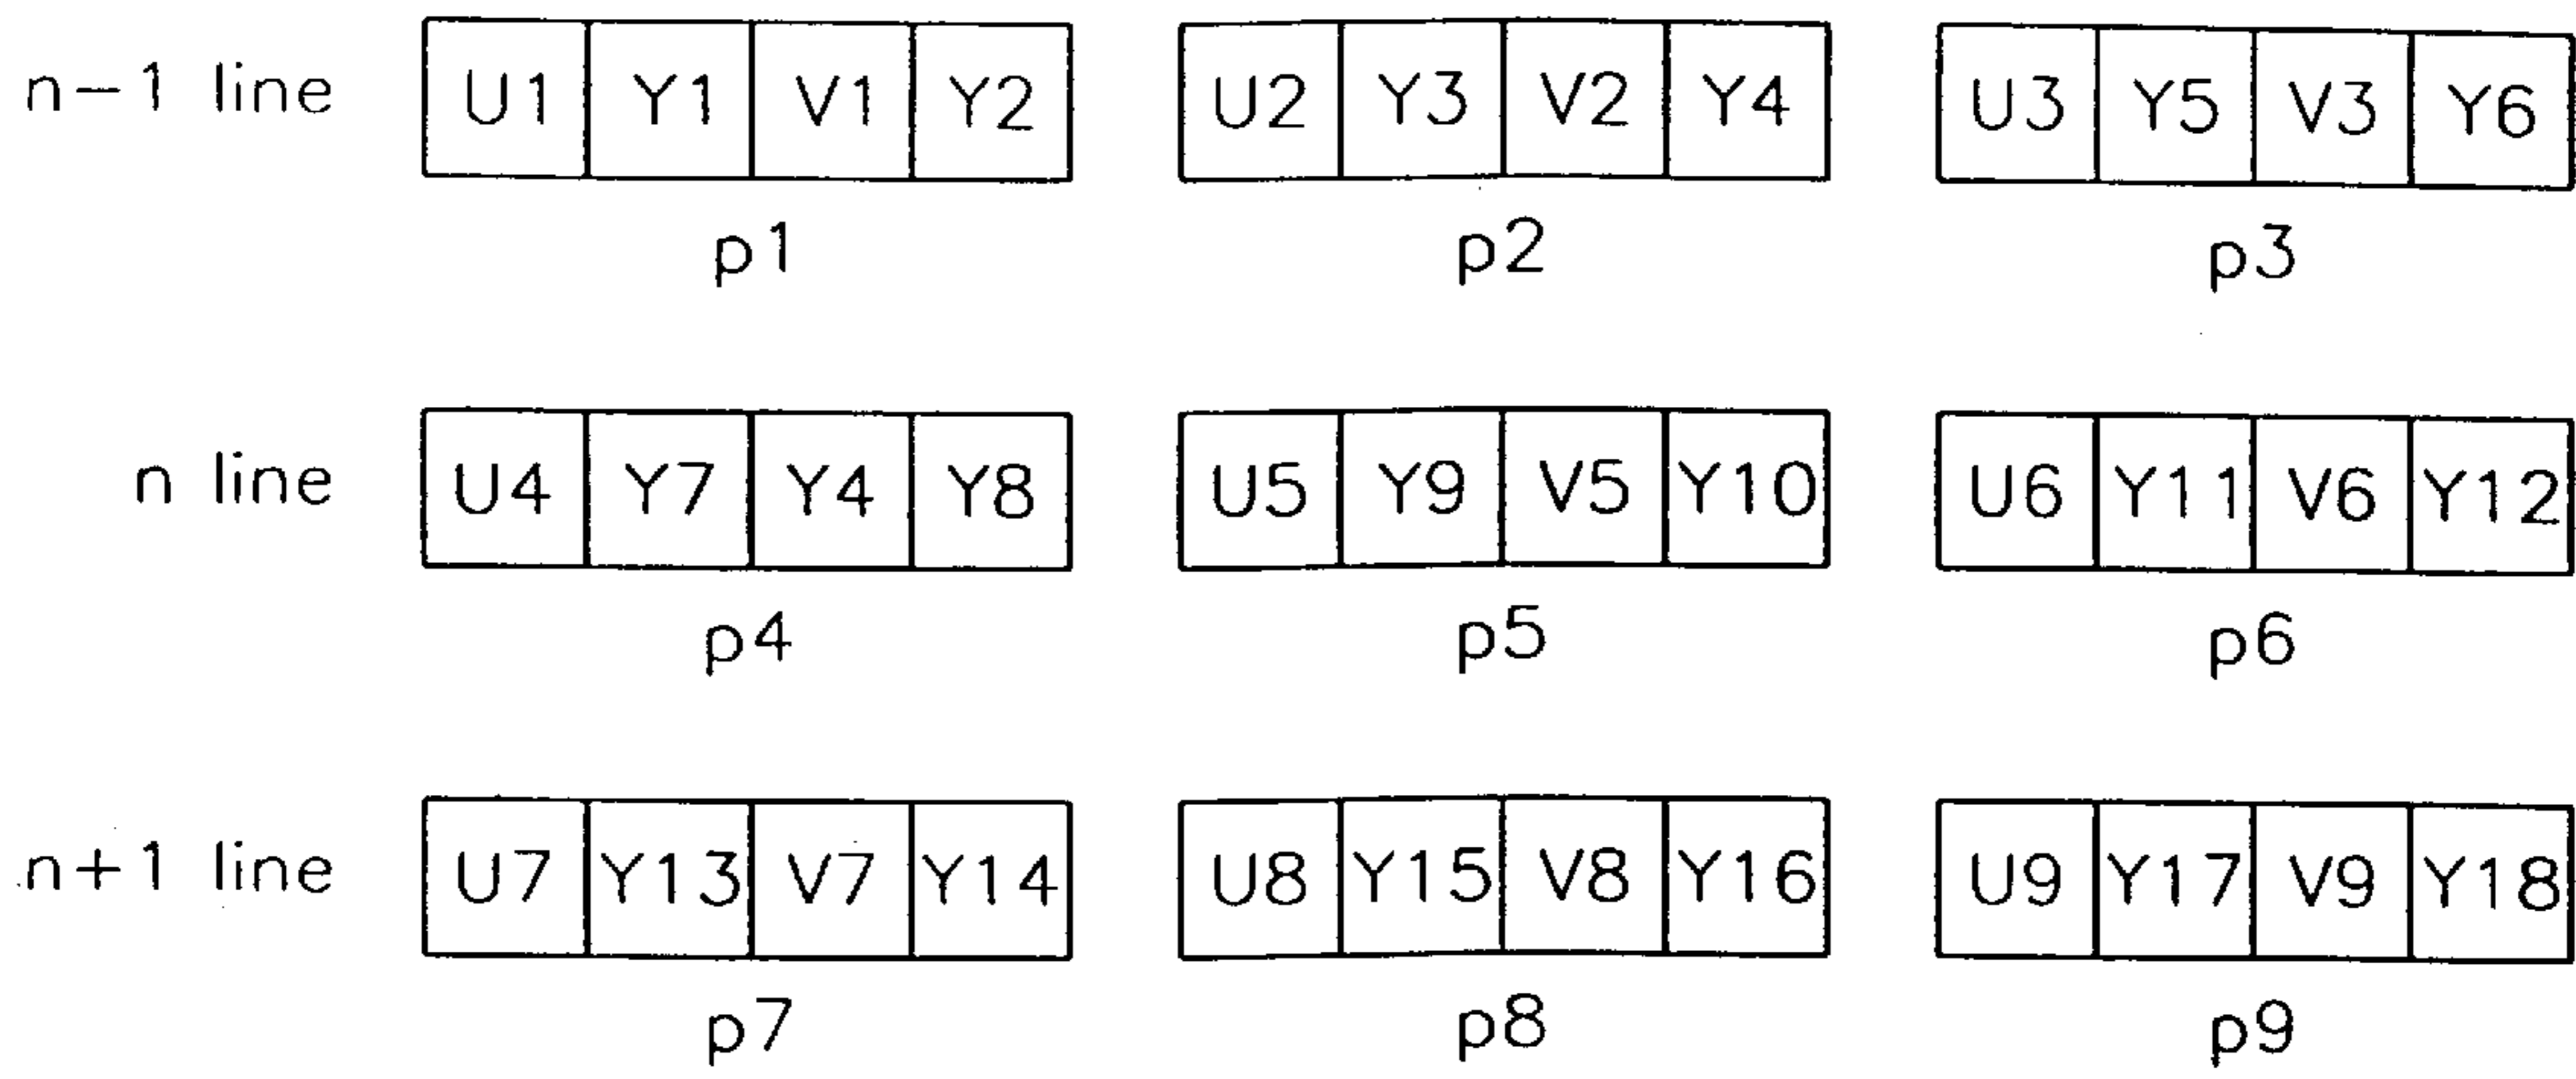 n-1 line U1 Y1 V1 Y2 U2 Y3 V2 Y4 U3 Y5 V3 Y6
p1 p2 p3
n line U4 Y7 Y4 Y8 U5 Y9 V5 Y10 U6 Y11 V6 Y12
p4 p5 p6
n+1 line U7 Y13 V7 Y14 U8 Y15 V8 Y16 U9 Y17 V9 Y18
p7 p8 p9